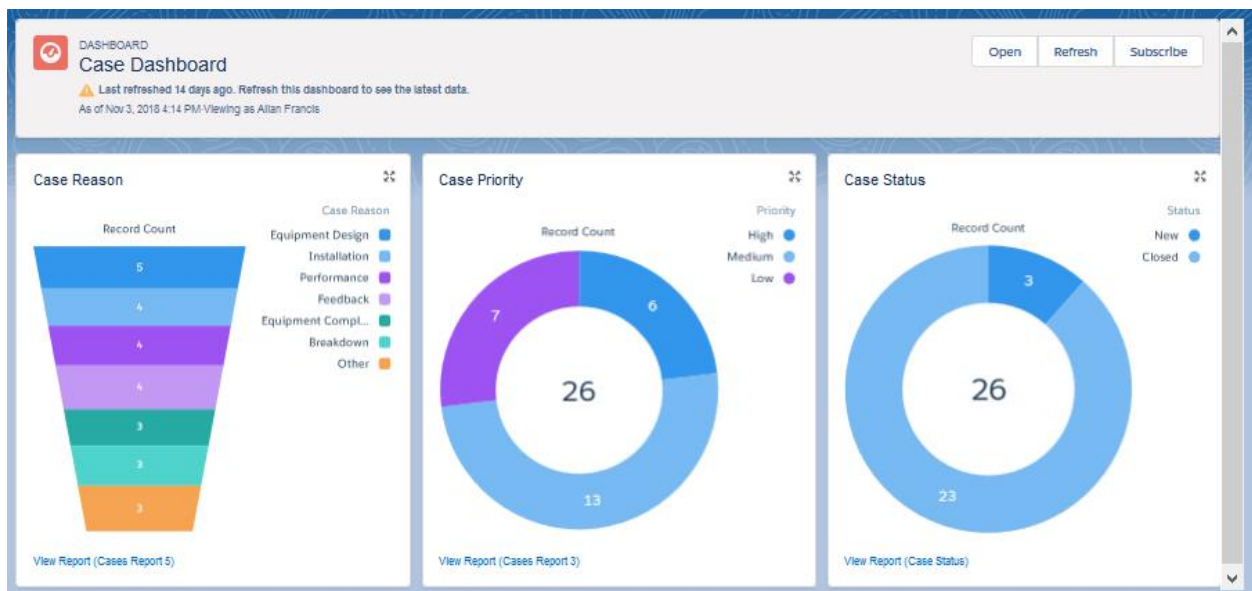 DASHBOARD
Case Dashboard
Last refreshed 14 days ago. Refresh this dashboard to see the latest data.
As of Nov 3, 2018 4:14 PM·Viewing as Allan Francis
Open
Refresh
Subscribe
Case Reason
Record Count
Case Reason
Equipment Design
Installation
Performance
Feedback
Equipment Compl...
Breakdown
Other
5
4
4
4
3
3
3
View Report (Cases Report 5)
Case Priority
Record Count
Priority
High
Medium
Low
7
6
26
13
View Report (Cases Report 3)
Case Status
Record Count
Status
New
Closed
3
26
23
View Report (Case Status)